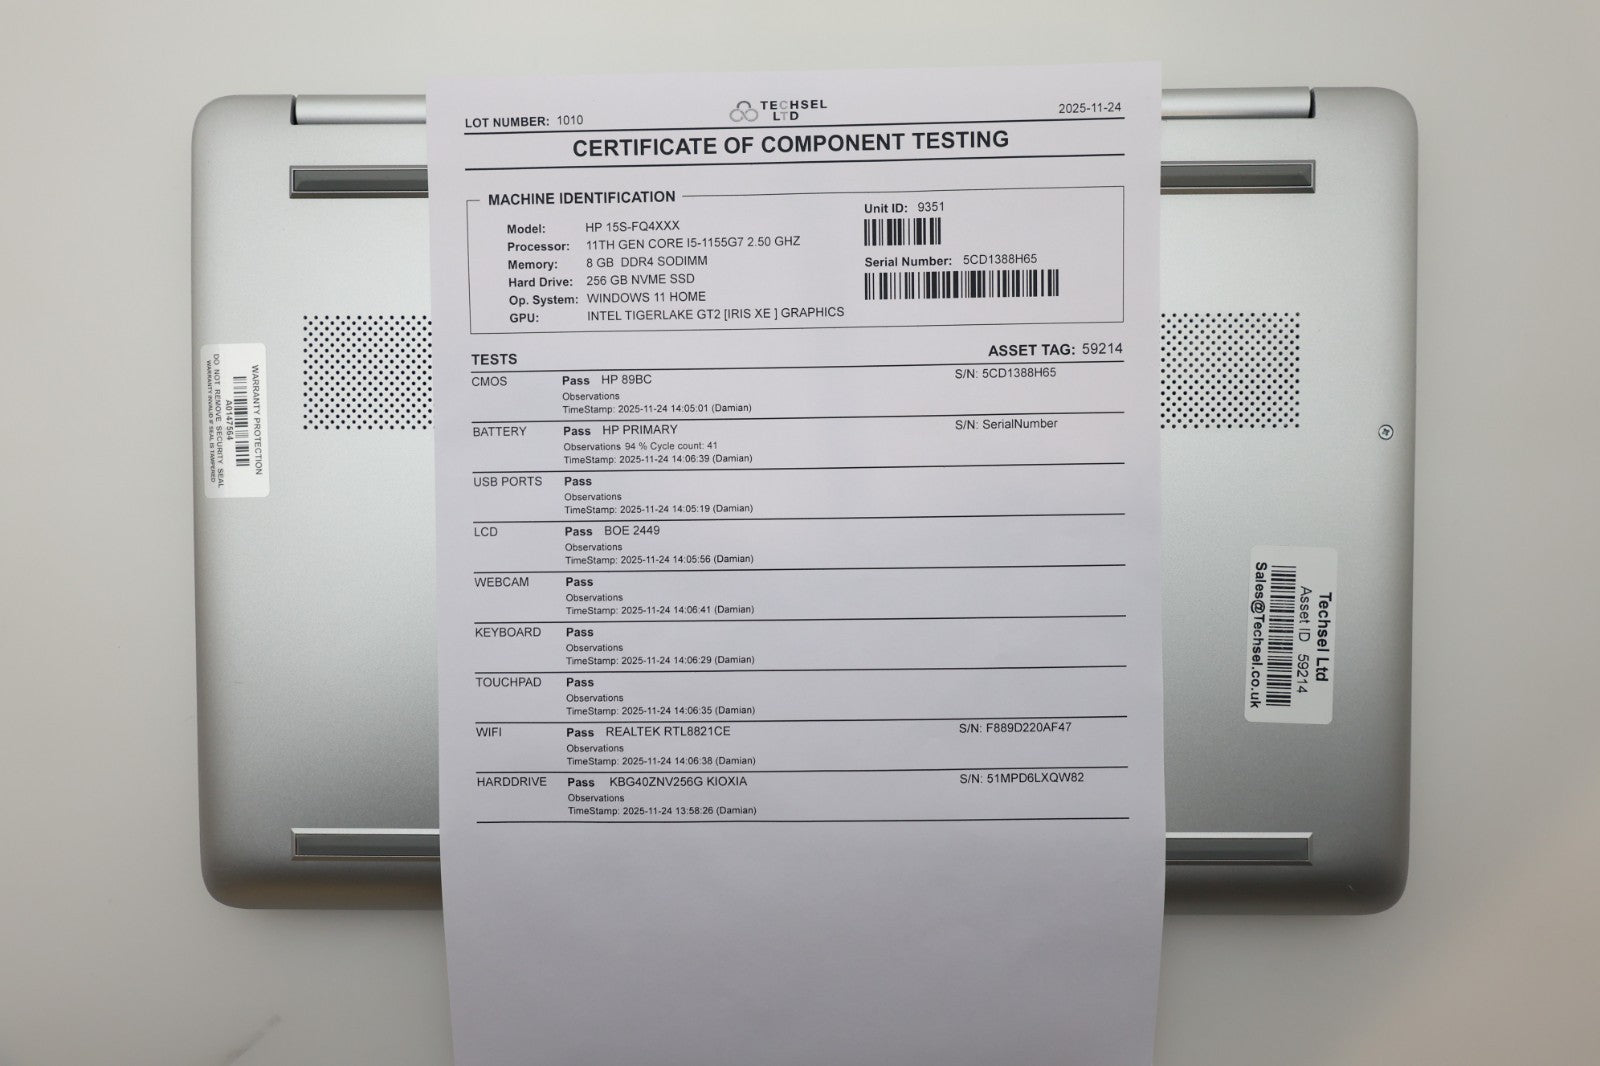 LOT NUMBER: 1010
TECHSEL
LTD
2025-11-24
CERTIFICATE OF COMPONENT TESTING
MACHINE IDENTIFICATION
Model: HP 15S-FQ4XXX
Processor: 11TH GEN CORE I5-1155G7 2.50 GHZ
Memory: 8 GB DDR4 SODIMM
Hard Drive: 256 GB NVME SSD
Op. System: WINDOWS 11 HOME
GPU: INTEL TIGERLAKE GT2 [IRIS XE ] GRAPHICS
Unit ID: 9351
Serial Number: 5CD1388H65
TESTS
ASSET TAG: 59214
CMOS Pass HP 89BC S/N: 5CD1388H65
Observations
TimeStamp: 2025-11-24 14:05:01 (Damian)
BATTERY Pass HP PRIMARY S/N: SerialNumber
Observations 94 % Cycle count: 41
TimeStamp: 2025-11-24 14:06:39 (Damian)
USB PORTS Pass
Observations
TimeStamp: 2025-11-24 14:05:19 (Damian)
LCD Pass BOE 2449
Observations
TimeStamp: 2025-11-24 14:05:56 (Damian)
WEBCAM Pass
Observations
TimeStamp: 2025-11-24 14:06:41 (Damian)
KEYBOARD Pass
Observations
TimeStamp: 2025-11-24 14:06:29 (Damian)
TOUCHPAD Pass
Observations
TimeStamp: 2025-11-24 14:06:35 (Damian)
WIFI Pass REALTEK RTL8821CE S/N: F889D220AF47
Observations
TimeStamp: 2025-11-24 14:06:38 (Damian)
HARDDRIVE Pass KBG40ZNV256G KIOXIA S/N: 51MPD6LXQW82
Observations
TimeStamp: 2025-11-24 13:58:26 (Damian)
WARRANTY PROTECTION
A0147564
DO NOT REMOVE SECURITY SEAL
WARRANTY INVALID IF SEAL IS TAMPERED
Techsel Ltd
Asset ID 59214
Sales@Techsel.co.uk